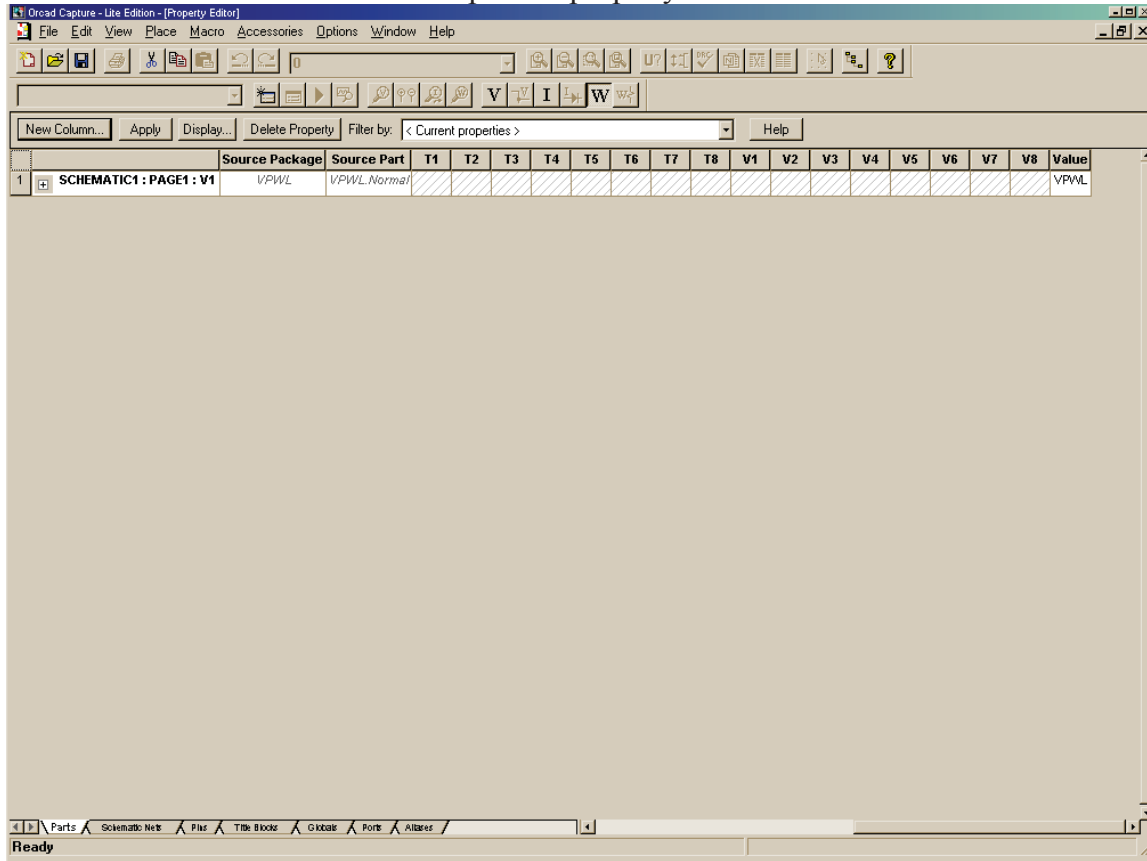 Orcad Capture - Lite Edition - [Property Editor]
File Edit View Place Macro Accessories Options Window Help
0 U?
V I W
New Column... Apply Display... Delete Property Filter by: < Current properties > Help
Source Package Source Part T1 T2 T3 T4 T5 T6 T7 T8 V1 V2 V3 V4 V5 V6 V7 V8 Value
1 SCHEMATIC1 : PAGE1 : V1 VPWL VPWL.Normal VPWL
Parts Schematic Nets Pins Title Blocks Globals Ports Aliases
Ready